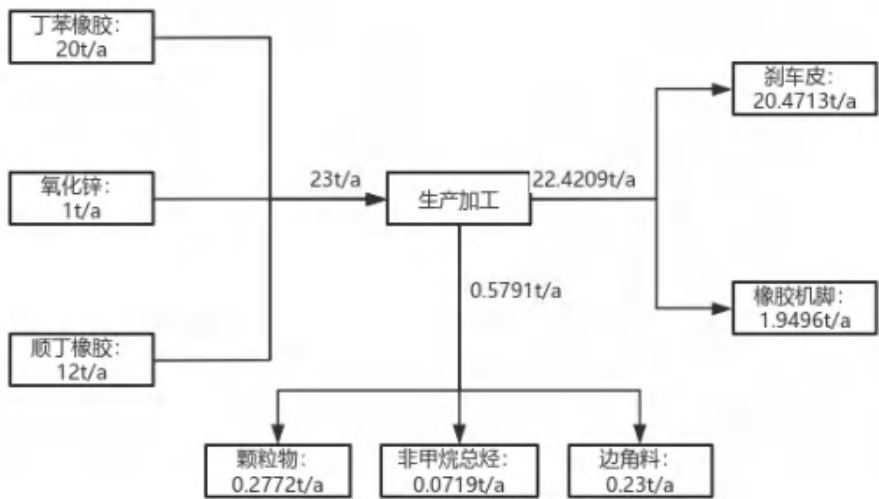 丁苯橡胶：
20t/a
刹车皮：
20.4713t/a
氧化锌：
1t/a
23t/a
生产加工
22.4209t/a
0.5791t/a
橡胶机脚：
1.9496t/a
顺丁橡胶：
12t/a
颗粒物：
0.2772t/a
非甲烷总烃：
0.0719t/a
边角料：
0.23t/a